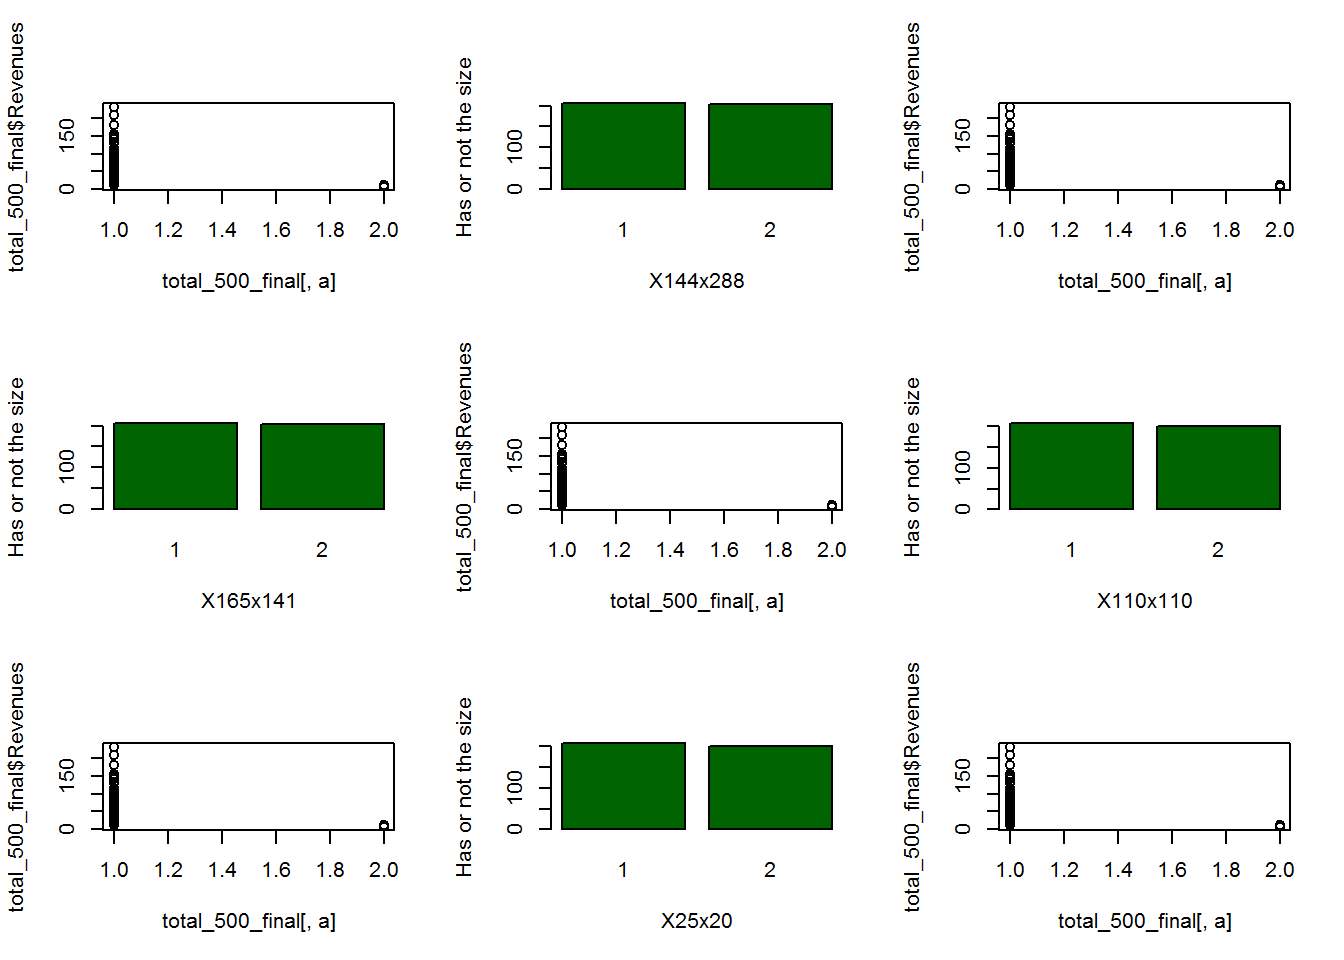 total_500_final$Revenues
150
0
1.0 1.2 1.4 1.6 1.8 2.0
total_500_final[, a]
Has or not the size
100
0
1 2
X144x288
total_500_final$Revenues
150
0
1.0 1.2 1.4 1.6 1.8 2.0
total_500_final[, a]
Has or not the size
100
0
1 2
X165x141
total_500_final$Revenues
150
0
1.0 1.2 1.4 1.6 1.8 2.0
total_500_final[, a]
Has or not the size
100
0
1 2
X110x110
total_500_final$Revenues
150
0
1.0 1.2 1.4 1.6 1.8 2.0
total_500_final[, a]
Has or not the size
100
0
1 2
X25x20
total_500_final$Revenues
150
0
1.0 1.2 1.4 1.6 1.8 2.0
total_500_final[, a]